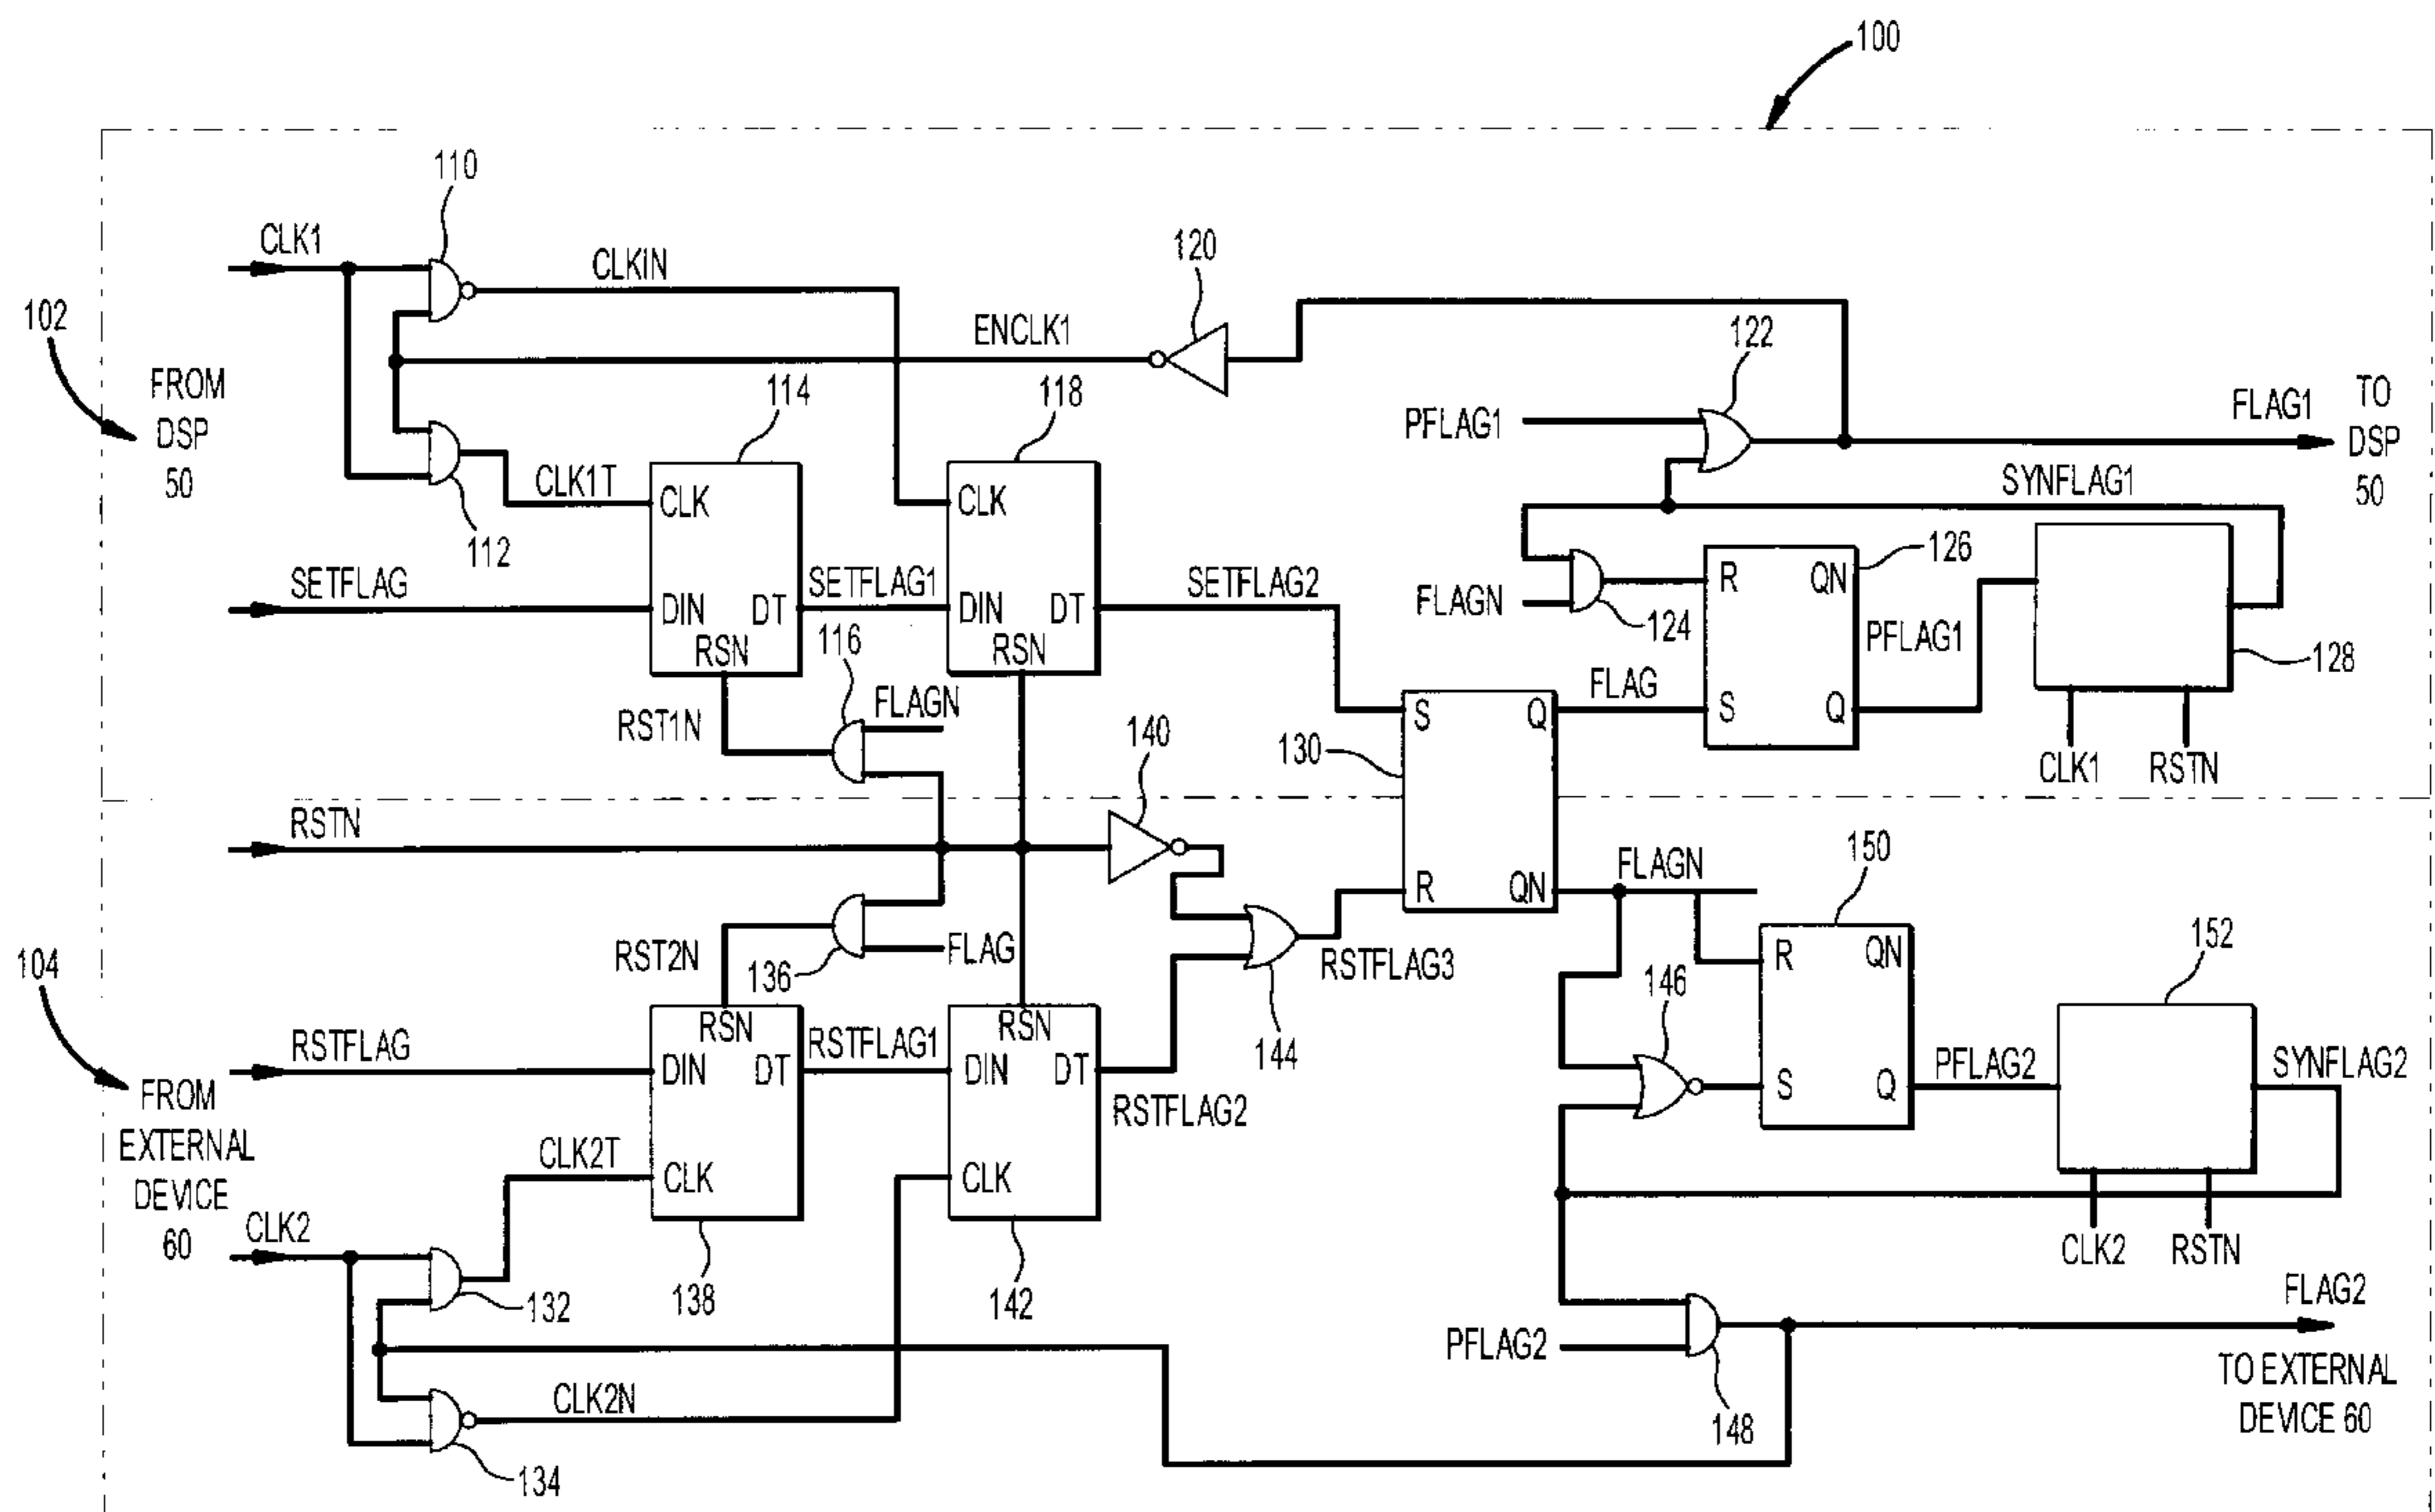 100
110
CLK1
CLKIN
120
102
ENCLK1
122
FROM
DSP
50
114
118
PFLAG1
FLAG1
TO
DSP
50
CLK1T
CLK
CLK
SYNFLAG1
112
SETFLAG
SETFLAG1
SETFLAG2
DIN
DT
DIN
DT
RSN
RSN
FLAGN
124
R
QN
126
PFLAG1
128
116
FLAGN
RST1N
FLAG
S
Q
S
Q
130
140
CLK1
RSTN
RSTN
FLAGN
150
R
QN
RSTFLAG3
RST2N
136
FLAG
104
144
146
R
QN
152
RSTFLAG
RSN
RSN
DIN
DT
RSTFLAG1
DIN
DT
RSTFLAG2
S
Q
PFLAG2
SYNFLAG2
FROM
EXTERNAL
DEVICE
60
CLK2T
CLK
CLK
CLK2
138
142
132
CLK2
RSTN
FLAG2
PFLAG2
TO EXTERNAL
DEVICE 60
148
CLK2N
134